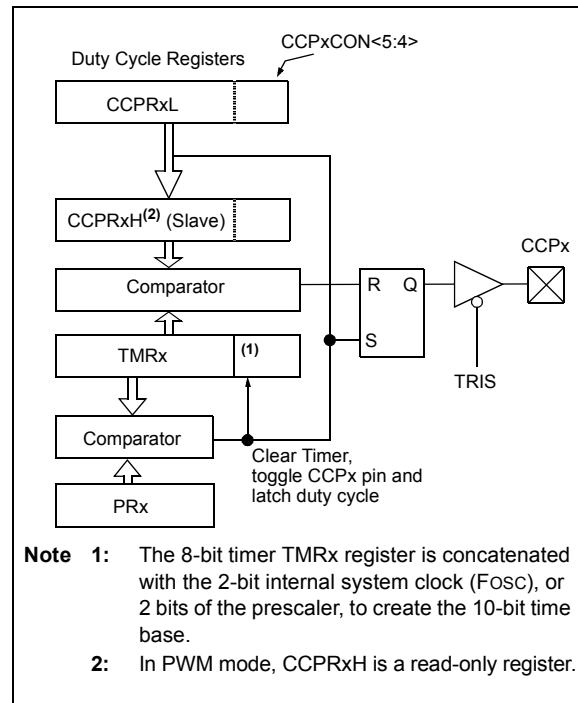 CCPxCON<5:4>
Duty Cycle Registers
CCPRxL
CCPRxH(2) (Slave)
CCPx
Comparator
R Q
TMRx (1)
S
TRIS
Comparator
Clear Timer,
toggle CCPx pin and
latch duty cycle
PRx
Note 1: The 8-bit timer TMRx register is concatenated
with the 2-bit internal system clock (FOSC), or
2 bits of the prescaler, to create the 10-bit time
base.
2: In PWM mode, CCPRxH is a read-only register.